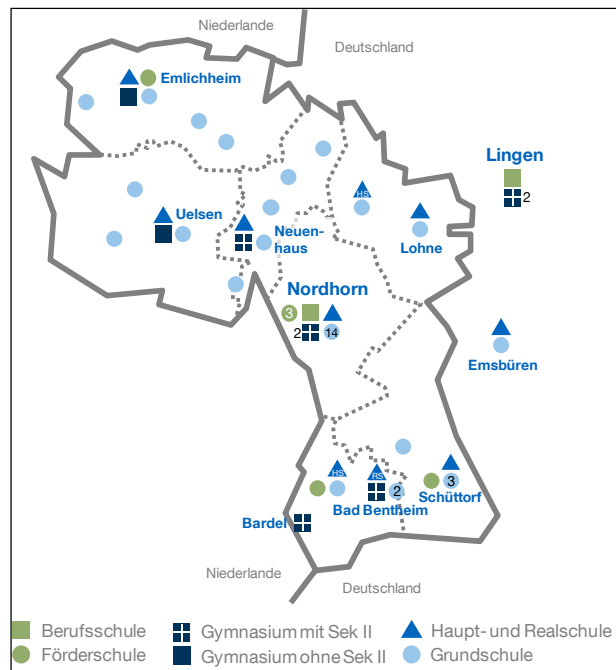 Niederlande
Deutschland
Emlichheim
Lingen
2
HS
Uelsen
Neuen-
haus
Lohne
Nordhorn
3
2
14
Emsbüren
HS
RS
2
3
Schüttorf
Bad Bentheim
Bardel
Niederlande
Deutschland
Berufsschule
Gymnasium mit Sek II
Haupt- und Realschule
Förderschule
Gymnasium ohne Sek II
Grundschule